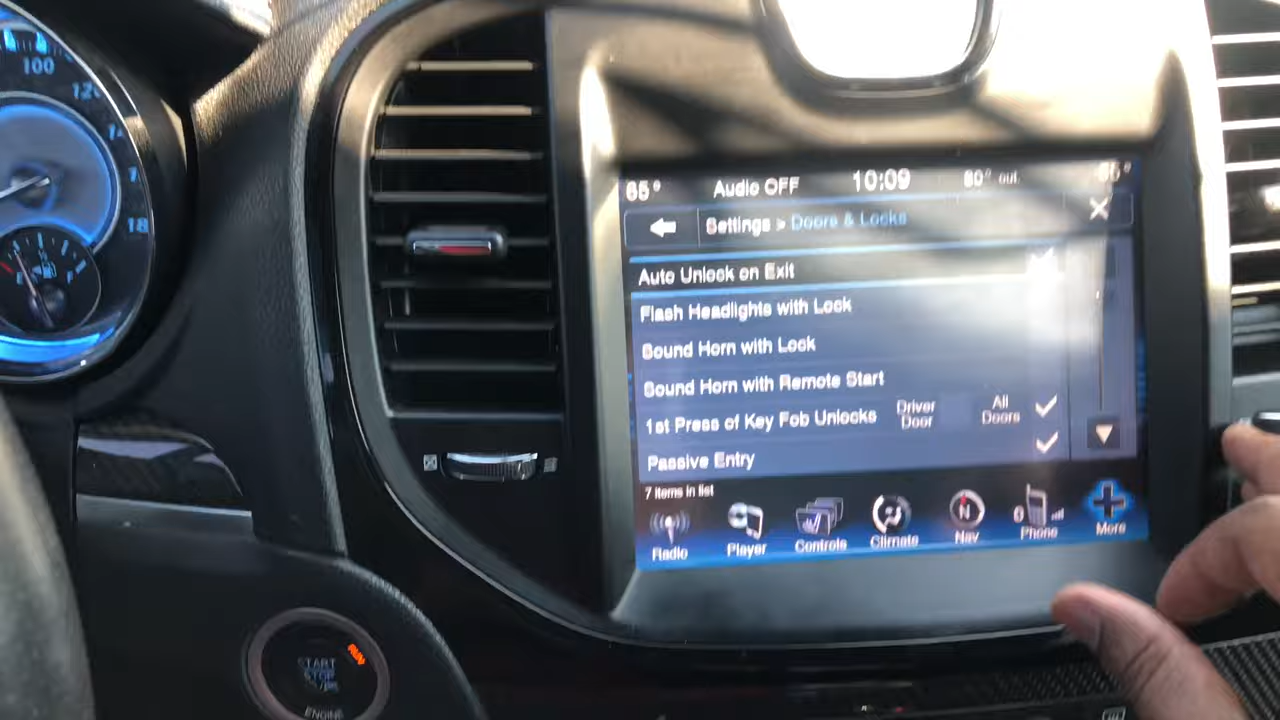 100
65° Audio OFF 10:09 80° out
Settings > Doors & Locks
Auto Unlock on Exit
Flash Headlights with Lock
Sound Horn with Lock
Sound Horn with Remote Start
1st Press of Key Fob Unlocks Driver Door All Doors
Passive Entry
7 items in list
Radio Player Controls Climate Nav Phone More
START
STOP
ENGINE
RUN
E F